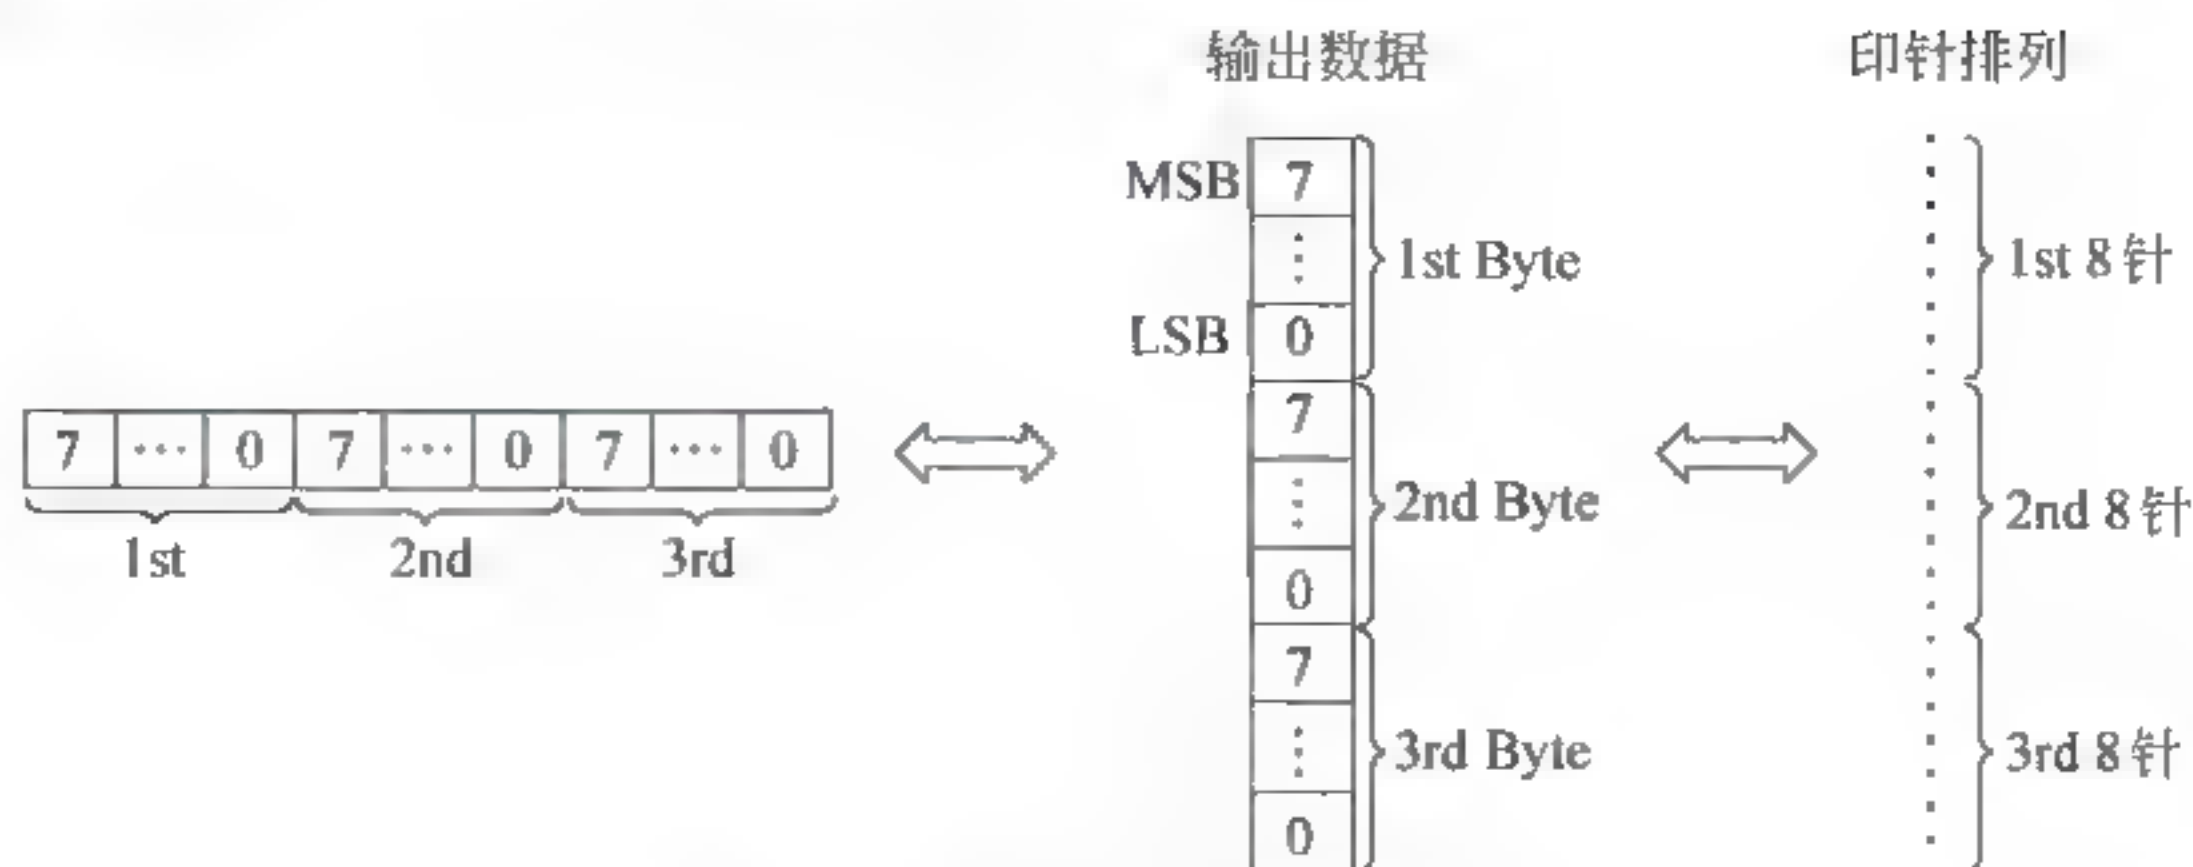 输出数据 印针排列
MSB 7
⋮ 1st Byte 1st 8针
LSB 0
7
7 … 0 7 … 0 7 … 0
⋮ 2nd Byte 2nd 8针
1st 2nd 3rd
0
7
⋮ 3rd Byte 3rd 8针
0